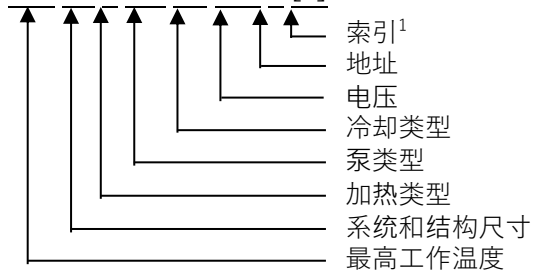 索引¹
地址
电压
冷却类型
泵类型
加热类型
系统和结构尺寸
最高工作温度